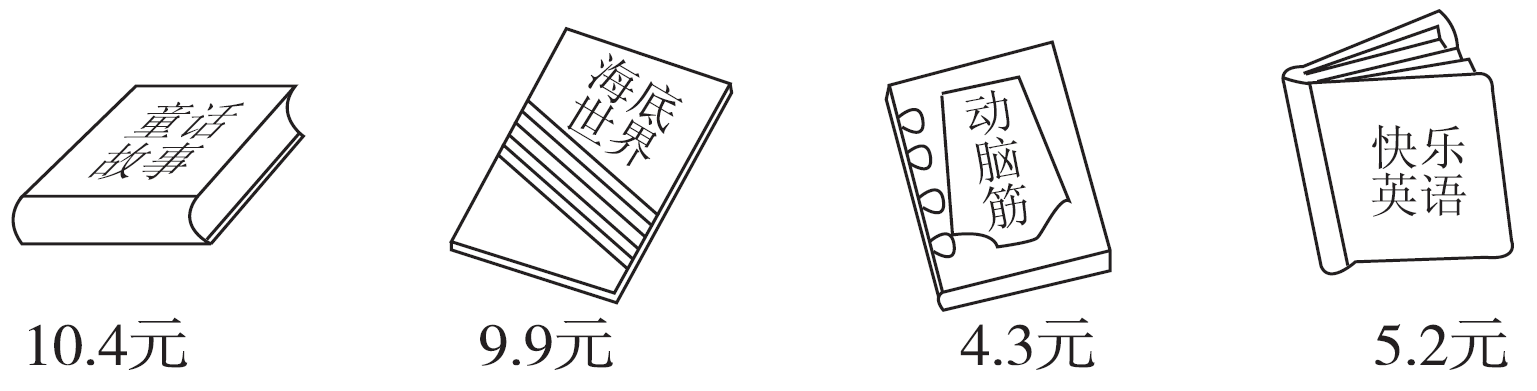 童话
故事
海底
世界
动
脑
筋
快乐
英语
10.4元
9.9元
4.3元
5.2元